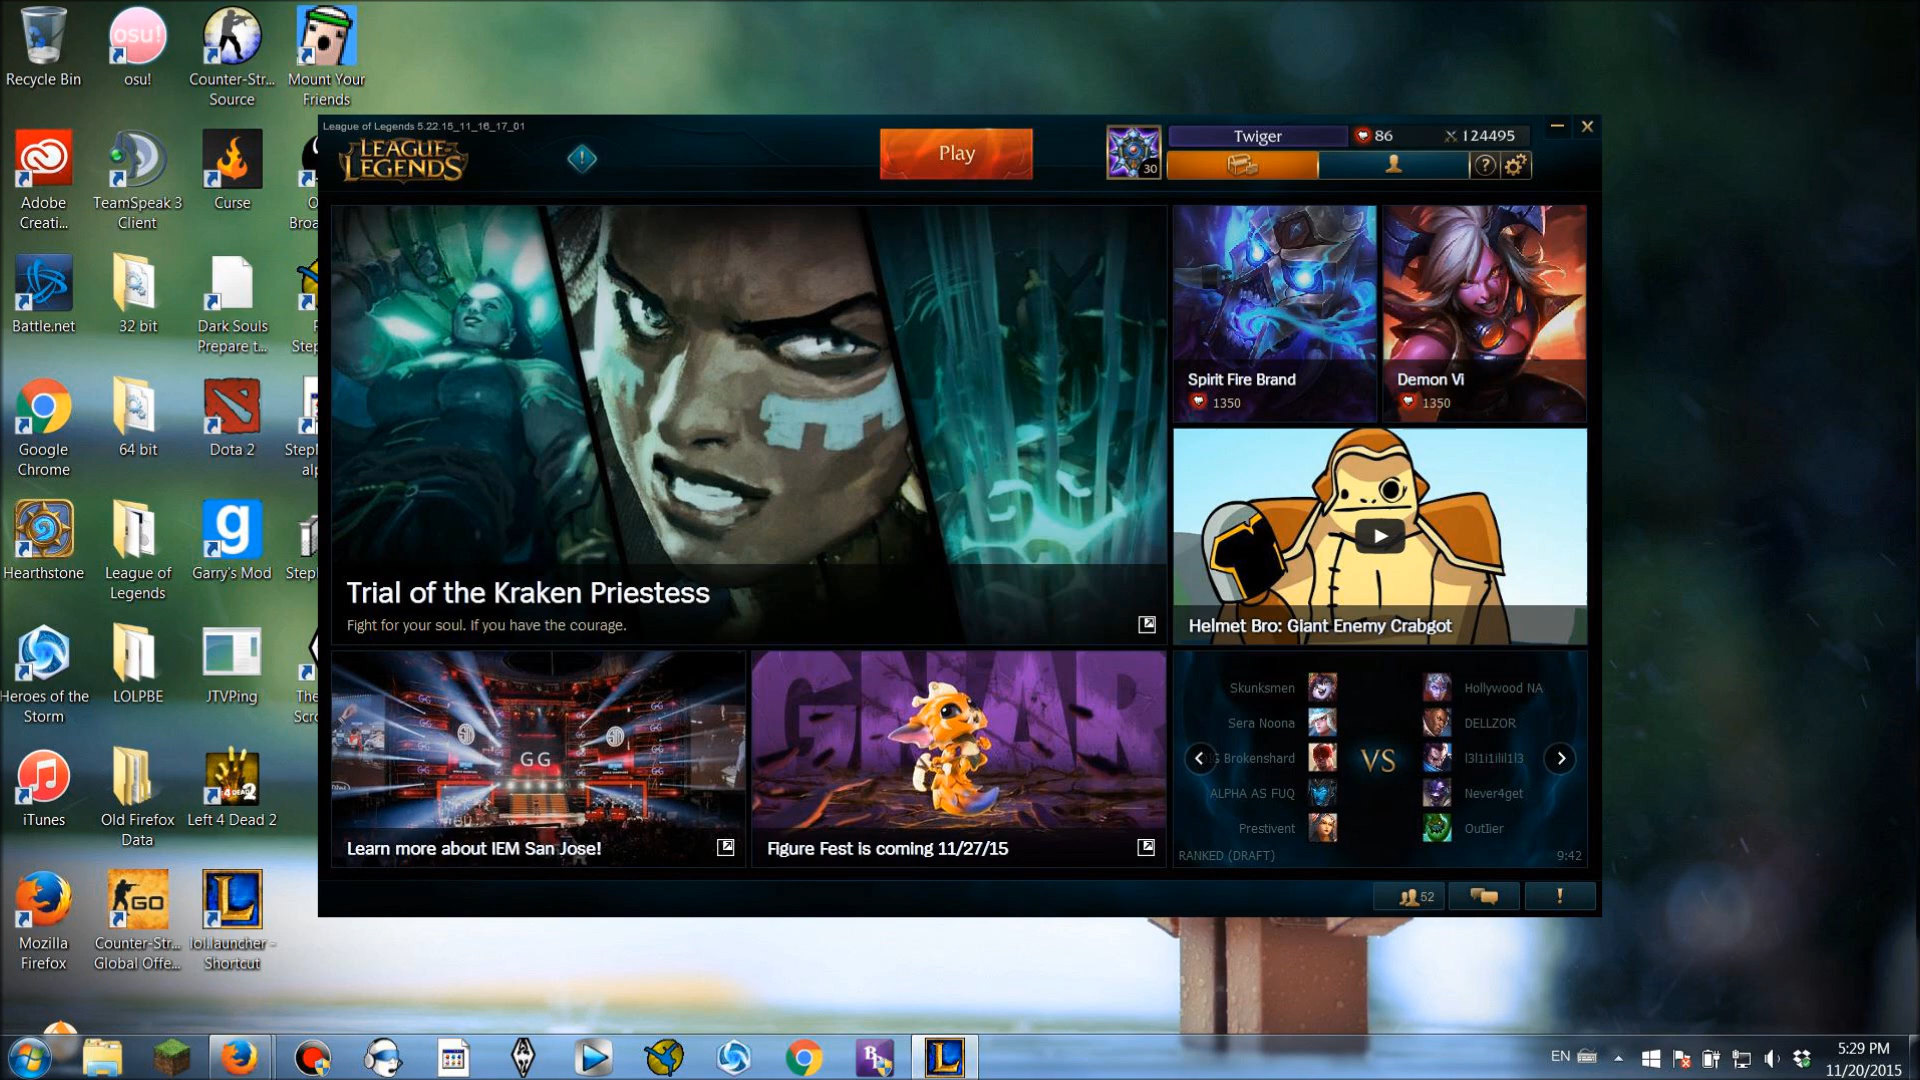 Recycle Bin
osu!
Counter-Str...
Source
Mount Your
Friends
Adobe
Creati...
TeamSpeak 3
Client
Curse
Battle.net
32 bit
Dark Souls
Prepare t...
Google
Chrome
64 bit
Dota 2
Hearthstone
League of
Legends
Garry's Mod
Heroes of the
Storm
LOLPBE
JTVPing
iTunes
Old Firefox
Data
Left 4 Dead 2
Mozilla
Firefox
Counter-Str...
Global Offe...
lol.launcher -
Shortcut
League of Legends 5.22.15_11_16_17_01
LEAGUE OF
LEGENDS
Play
30
Twiger
86
124495
Trial of the Kraken Priestess
Fight for your soul. If you have the courage.
Spirit Fire Brand
1350
Demon Vi
1350
Helmet Bro: Giant Enemy Crabgot
GG
Learn more about IEM San Jose!
GNAR
Figure Fest is coming 11/27/15
Skunksmen
Hollywood NA
Sera Noona
DELLZOR
Brokenshard
VS
ALPHA AS FUQ
Never4get
Prestivent
Outlier
RANKED (DRAFT)
9:42
52
EN
5:29 PM
11/20/2015